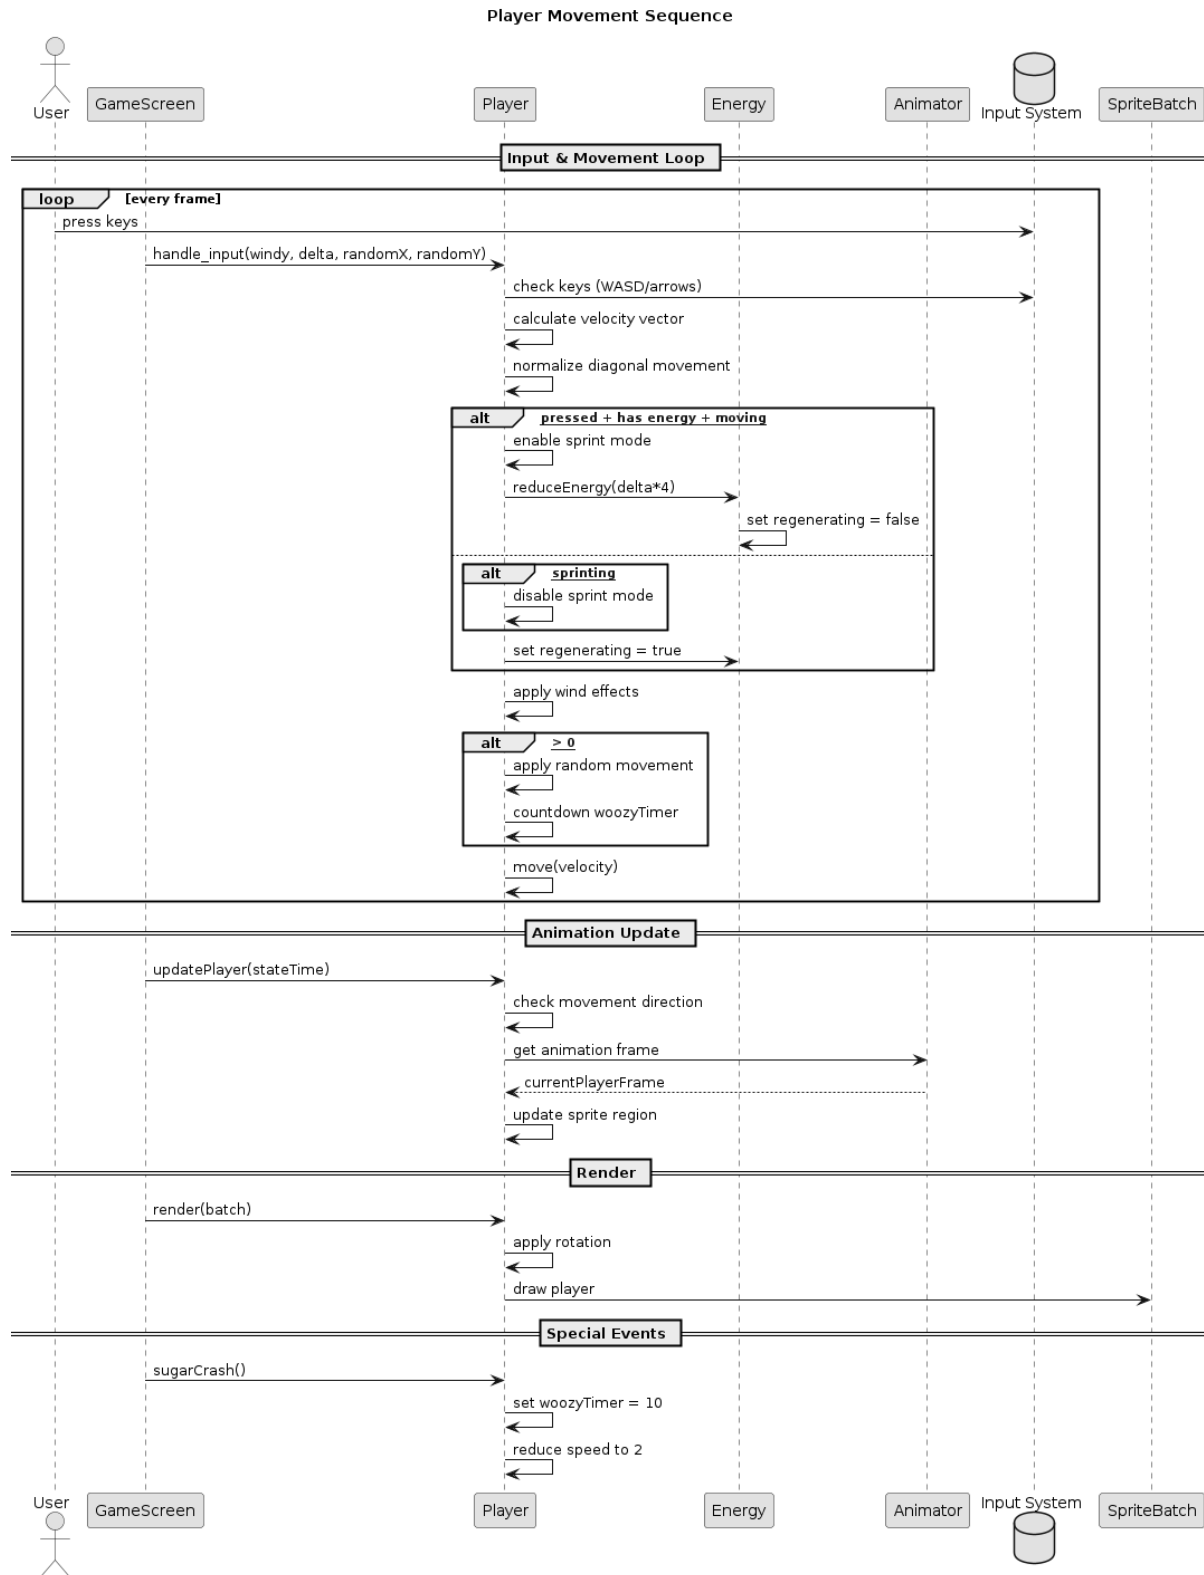 Player Movement Sequence
User
GameScreen
Player
Energy
Animator
Input System
SpriteBatch
Input & Movement Loop
loop [every frame]
press keys
handle_input(windy, delta, randomX, randomY)
check keys (WASD/arrows)
calculate velocity vector
normalize diagonal movement
alt pressed + has energy + moving
enable sprint mode
reduceEnergy(delta*4)
set regenerating = false
alt sprinting
disable sprint mode
set regenerating = true
apply wind effects
alt > 0
apply random movement
countdown woozyTimer
move(velocity)
Animation Update
updatePlayer(stateTime)
check movement direction
get animation frame
currentPlayerFrame
update sprite region
Render
render(batch)
apply rotation
draw player
Special Events
sugarCrash()
set woozyTimer = 10
reduce speed to 2
User
GameScreen
Player
Energy
Animator
Input System
SpriteBatch